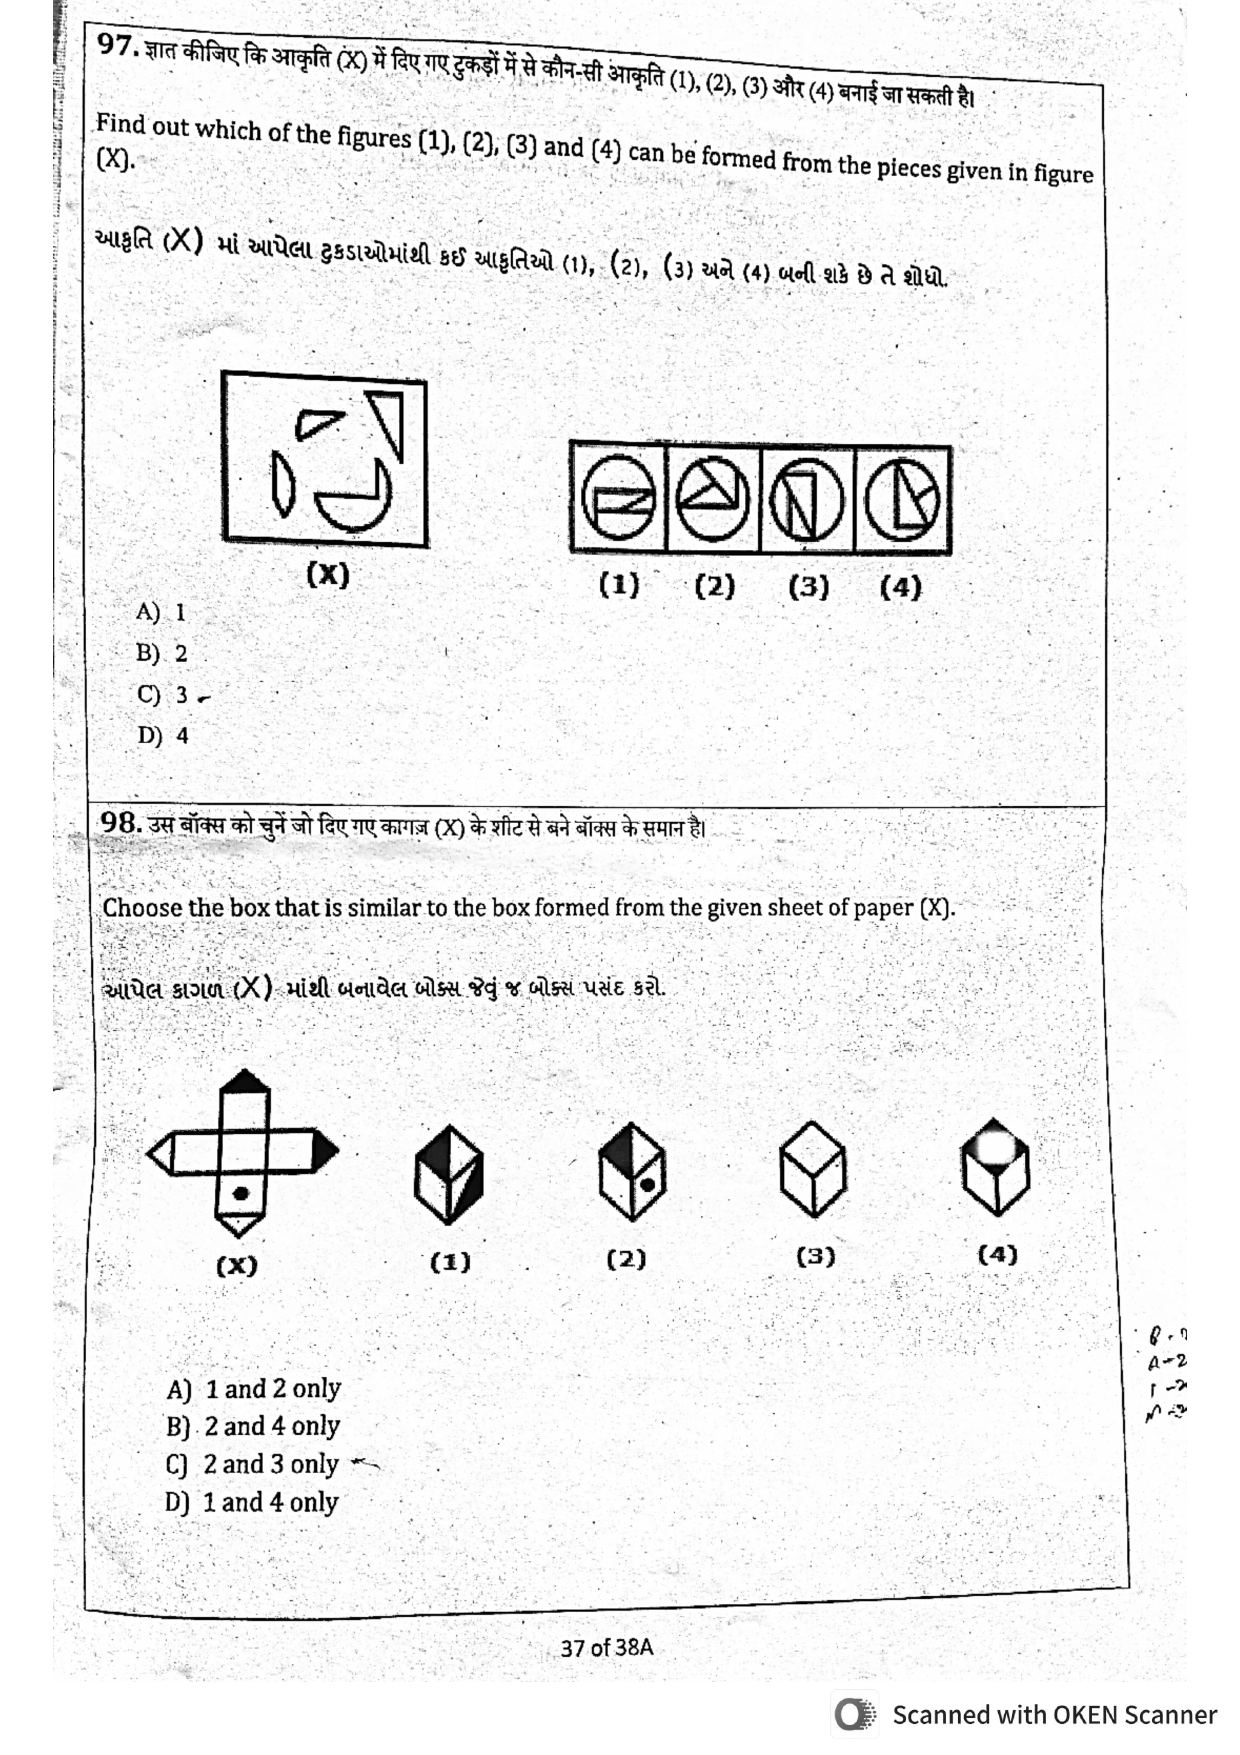 97. ज्ञात कीजिए कि आकृति (X) में दिए गए टुकड़ों में से कौन-सी आकृति (1), (2), (3) और (4) बनाई जा सकती है।
Find out which of the figures (1), (2), (3) and (4) can be formed from the pieces given in figure
(X).
આકૃતિ (X) માં આપેલા ટુકડાઓમાંથી કઈ આકૃતિઓ (1), (2), (3) અને (4) બની શકે છે તે શોધો.
(X) (1) (2) (3) (4)
A) 1
B) 2
C) 3
D) 4
98. उस बॉक्स को चुनें जो दिए गए कागज़ (X) के शीट से बने बॉक्स के समान है।
Choose the box that is similar to the box formed from the given sheet of paper (X).
આપેલ કાગળ (X) માંથી બનાવેલ બોક્સ જેવું જ બોક્સ પસંદ કરો.
(X) (1) (2) (3) (4)
A-2
A) 1 and 2 only
B) 2 and 4 only
C) 2 and 3 only
D) 1 and 4 only
37 of 38A
Scanned with OKEN Scanner